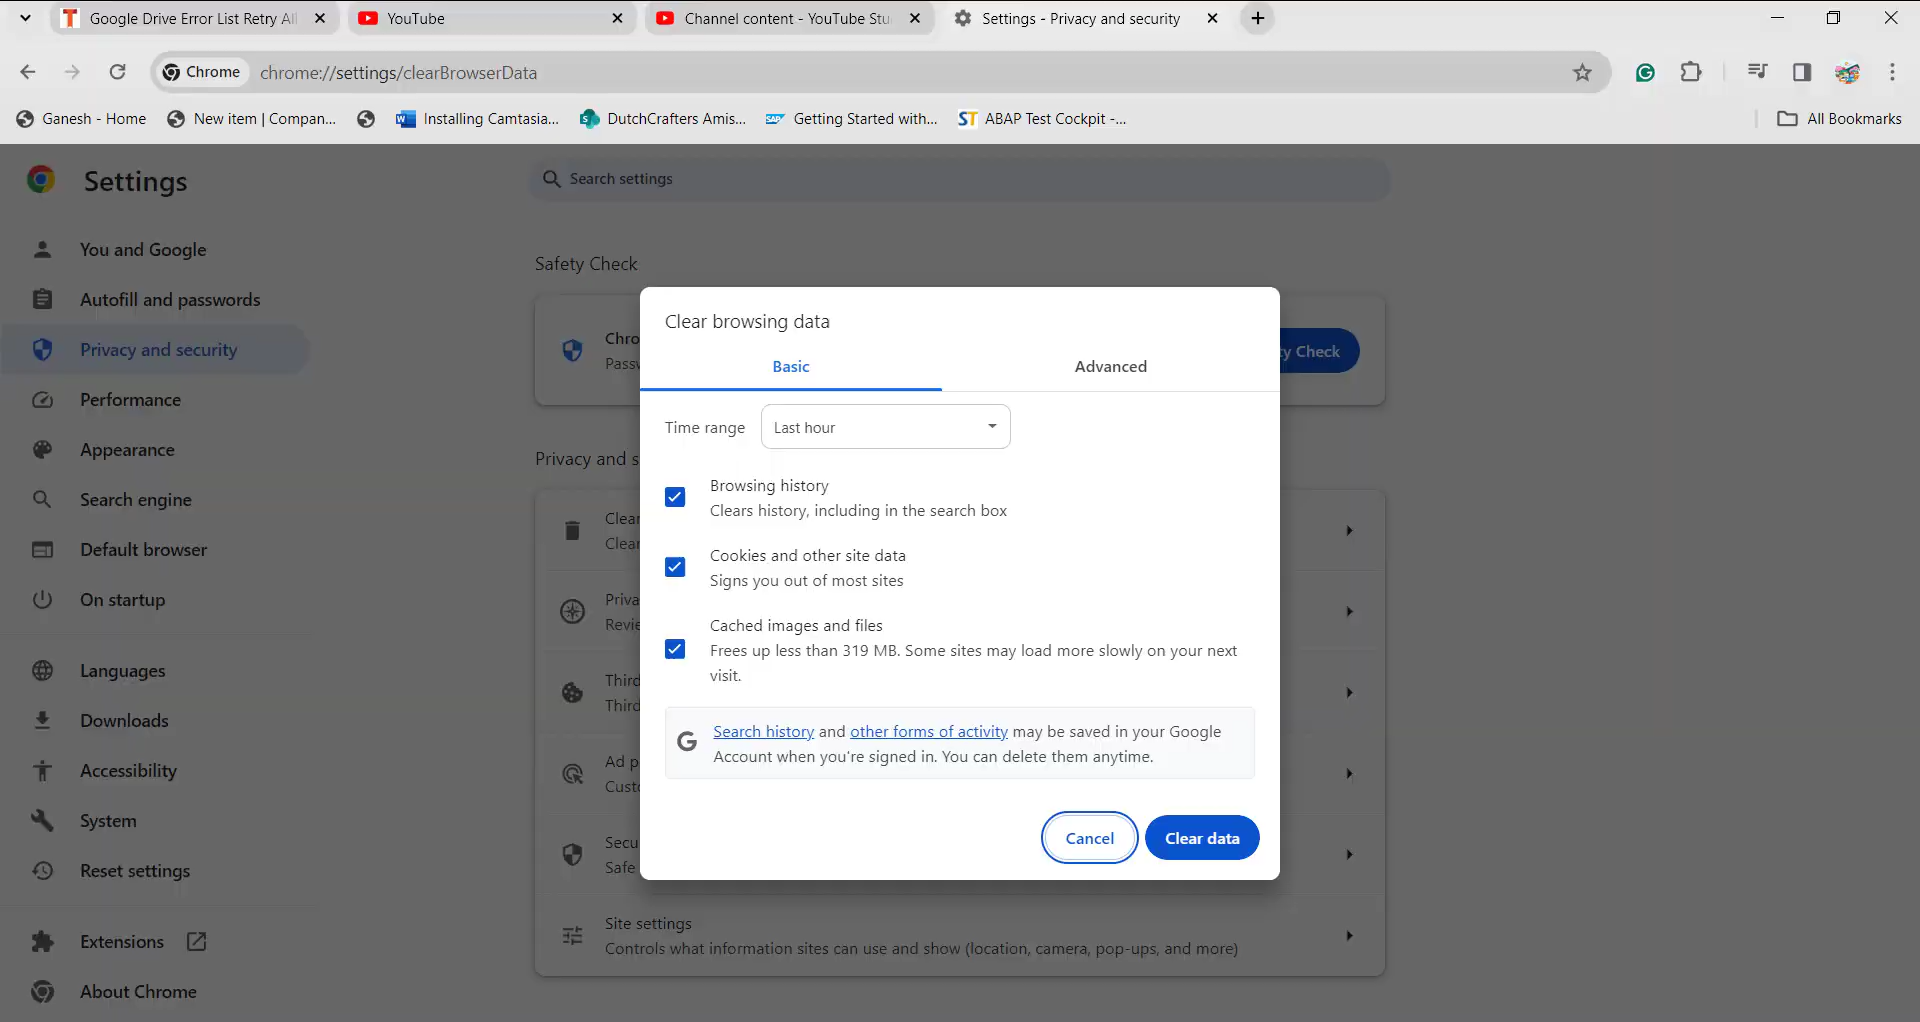 Google Drive Error List Retry All
YouTube
Channel content - YouTube Stu
Settings - Privacy and security
Chrome
chrome://settings/clearBrowserData
Ganesh - Home
New item | Compan...
Installing Camtasia...
DutchCrafters Amis...
Getting Started with...
ABAP Test Cockpit -...
All Bookmarks
Settings
Search settings
You and Google
Autofill and passwords
Privacy and security
Performance
Appearance
Search engine
Default browser
On startup
Languages
Downloads
Accessibility
System
Reset settings
Extensions
About Chrome
Safety Check
Chro
Passw
ty Check
Privacy and s
Clear
Clear
Priva
Revie
Third
Third
Ad p
Custo
Secu
Safe
Site settings
Controls what information sites can use and show (location, camera, pop-ups, and more)
Clear browsing data
Basic
Advanced
Time range
Last hour
Browsing history
Clears history, including in the search box
Cookies and other site data
Signs you out of most sites
Cached images and files
Frees up less than 319 MB. Some sites may load more slowly on your next
visit.
Search history and other forms of activity may be saved in your Google
Account when you're signed in. You can delete them anytime.
Cancel
Clear data